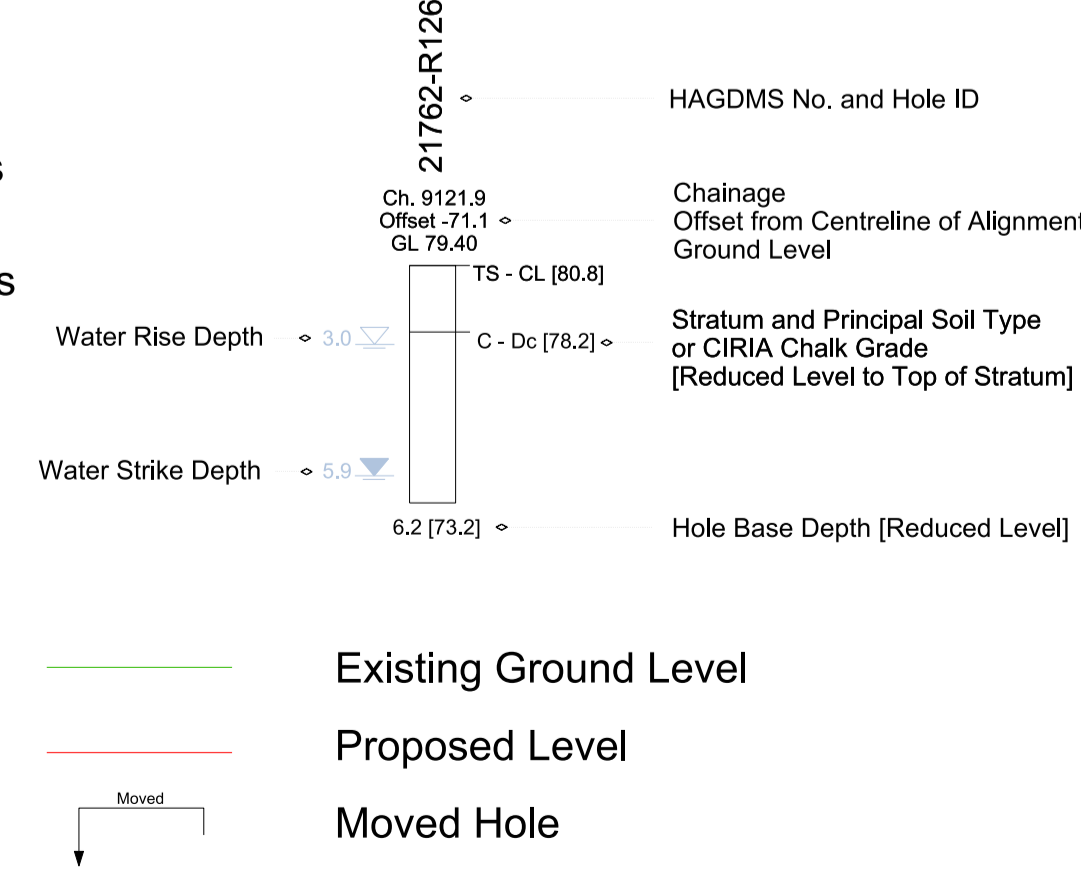 21762-R126
HAGDMS No. and Hole ID
s
Ch. 9121.9
Offset -71.1
GL 79.40
Chainage
Offset from Centreline of Alignment
Ground Level
TS - CL [80.8]
s
Water Rise Depth
3.0
C - Dc [78.2]
Stratum and Principal Soil Type
or CIRIA Chalk Grade
[Reduced Level to Top of Stratum]
Water Strike Depth
5.9
6.2 [73.2]
Hole Base Depth [Reduced Level]
Existing Ground Level
Proposed Level
Moved
Moved Hole